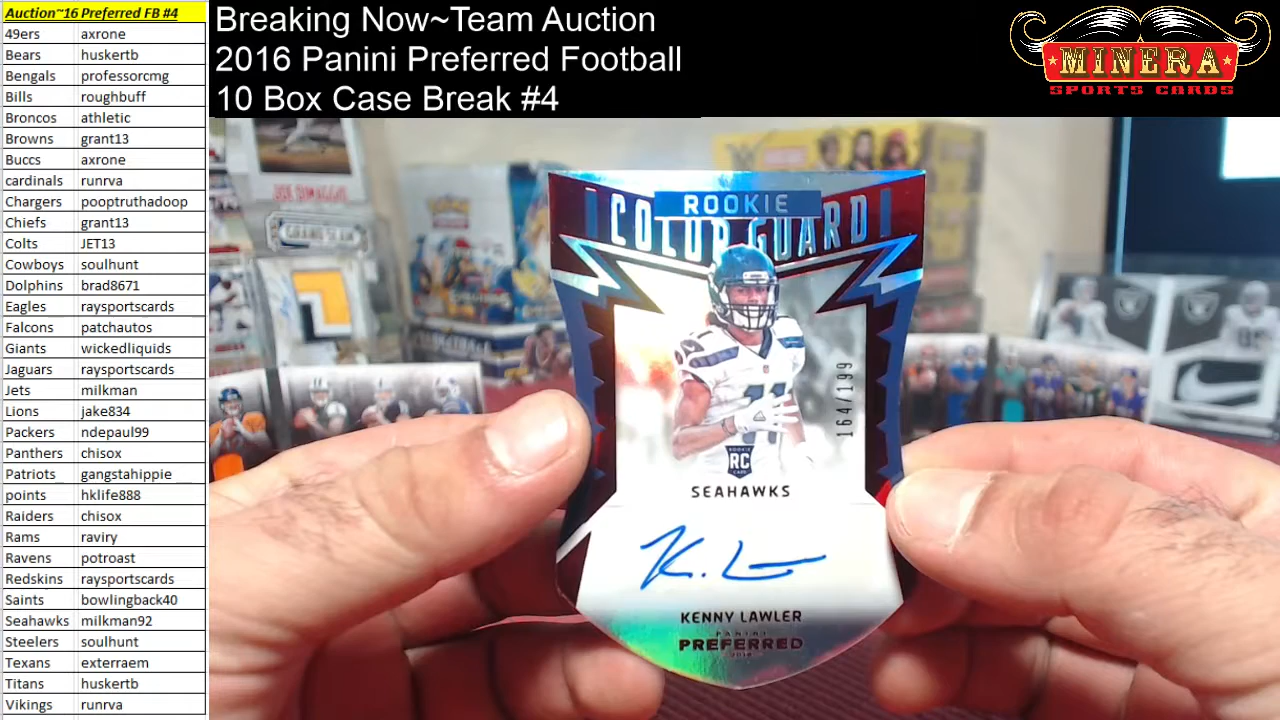 Auction~16 Preferred FB #4
49ers axrone
Bears huskertb
Bengals professorcmg
Bills roughbuff
Broncos athletic
Browns grant13
Buccs axrone
cardinals runrva
Chargers pooptruthadoop
Chiefs grant13
Colts JET13
Cowboys soulhunt
Dolphins brad8671
Eagles raysportscards
Falcons patchautos
Giants wickedliquids
Jaguars raysportscards
Jets milkman
Lions jake834
Packers ndepaul99
Panthers chisox
Patriots gangstahippie
points hklife888
Raiders chisox
Rams raviry
Ravens potroast
Redskins raysportscards
Saints bowlingback40
Seahawks milkman92
Steelers soulhunt
Texans exterraem
Titans huskertb
Vikings runrva
Breaking Now~Team Auction
2016 Panini Preferred Football
10 Box Case Break #4
MINERA
SPORTS CARDS
ROOKIE
COLOR GUARD
164/199
ROOKIE
RC
CARD
SEAHAWKS
K. L
KENNY LAWLER
PANINI
PREFERRED
2016
GRAND SLAM